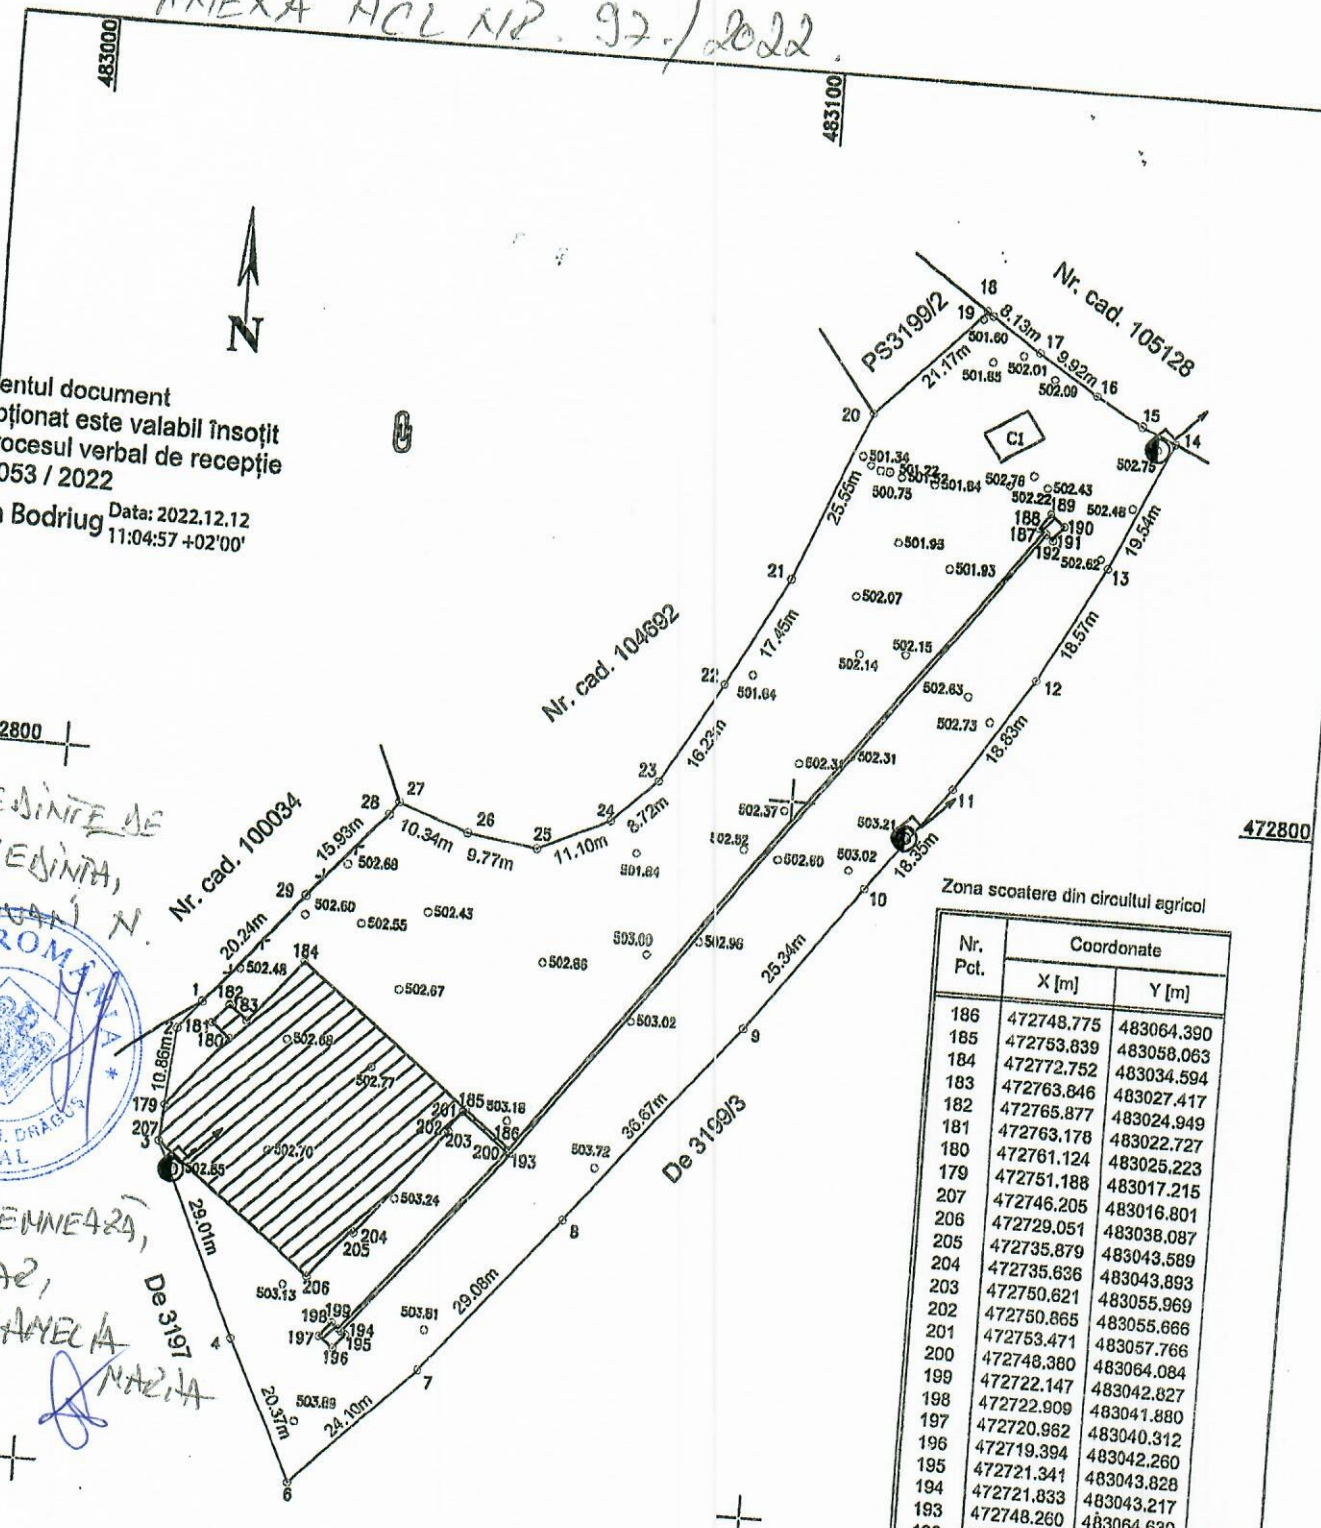 ANEXA HCL NR. 97./2022.
483000
483100
N
entul document
pționat este valabil însoțit
rocesul verbal de recepție
053 / 2022
Bodriug Data: 2022.12.12
11:04:57 +02'00'
Nr. cad. 105128
PS3199/2
18
19
8.13m
17
501.60
9.92m
502.01
501.85
502.09
21.17m
16
15
14
20
C1
502.75
501.34
501.22
501.64
500.75
502.76
502.43
502.22
189
188
190
187
191
192
502.48
502.62
19.54m
13
25.55m
501.93
501.93
21
502.07
Nr. cad. 104692
17.45m
502.15
502.14
18.57m
12
22
501.64
502.63
502.73
16.23m
18.83m
2800
23
502.31
11
502.37
503.21
472800
27
28
24
8.72m
26
25
10.34m
9.77m
11.10m
15.93m
502.52
502.60
503.02
18.35m
501.64
502.68
10
Nr. cad. 100034
29
502.60
502.55
502.43
20.24m
503.00
502.96
184
502.48
502.66
25.34m
502.67
1
182
183
181
180
2
503.02
9
502.68
10.86m
502.77
179
207
3
185
503.16
201
202
203
186
200
193
36.67m
De 3199/3
502.70
502.65
503.72
503.24
29.01m
204
205
8
206
503.13
29.08m
De 3197
199
198
194
197
195
196
503.81
4
7
20.37m
503.89
24.10m
6
ROMÂNIA *
DRĂGUȘ
EMNEAZĂ,
MARIA
Zona scoatere din circuitul agricol
Nr. Pct. Coordonate
X [m] Y [m]
186 472748.775 483064.390
185 472753.839 483058.063
184 472772.752 483034.594
183 472763.846 483027.417
182 472765.877 483024.949
181 472763.178 483022.727
180 472761.124 483025.223
179 472751.188 483017.215
207 472746.205 483016.801
206 472729.051 483038.087
205 472735.879 483043.589
204 472735.636 483043.893
203 472750.621 483055.969
202 472750.865 483055.666
201 472753.471 483057.766
200 472748.380 483064.084
199 472722.147 483042.827
198 472722.909 483041.880
197 472720.962 483040.312
196 472719.394 483042.260
195 472721.341 483043.828
194 472721.833 483043.217
193 472748.260